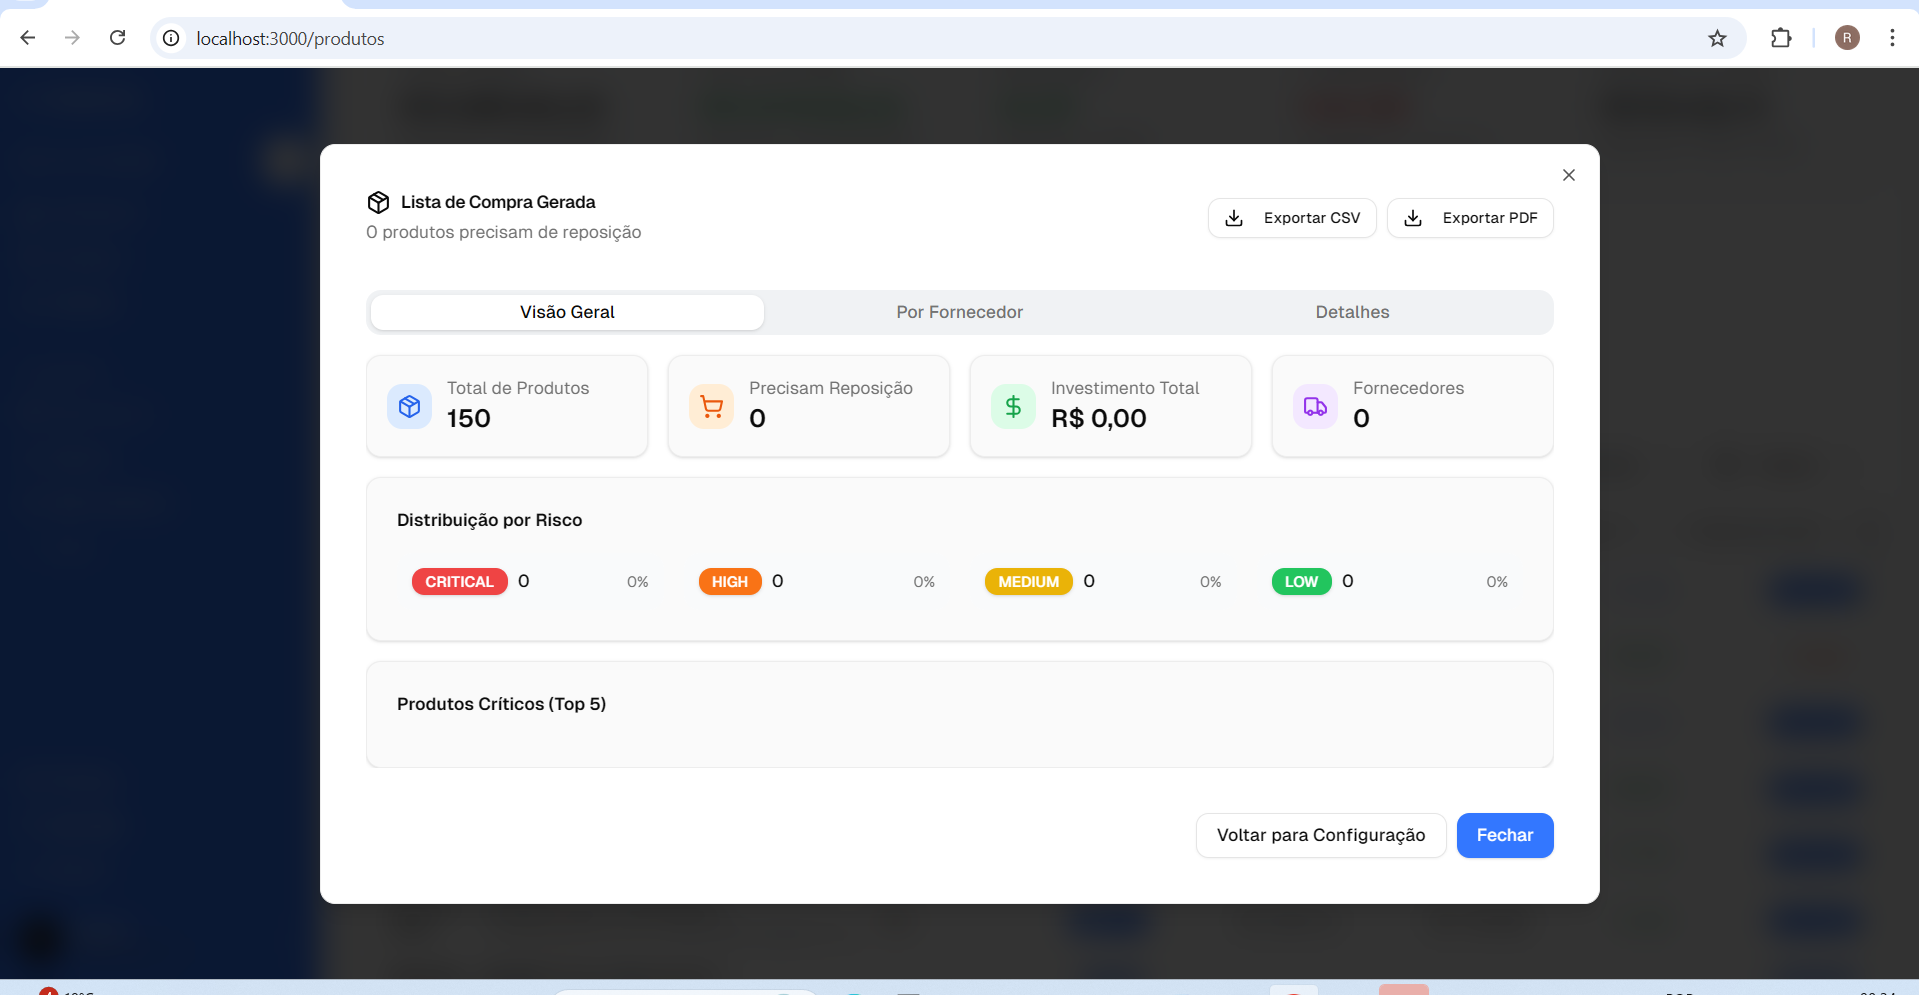 localhost:3000/produtos
R
Lista de Compra Gerada
0 produtos precisam de reposição
Exportar CSV
Exportar PDF
Visão Geral
Por Fornecedor
Detalhes
Total de Produtos
150
Precisam Reposição
0
Investimento Total
R$ 0,00
Fornecedores
0
Distribuição por Risco
CRITICAL 0 0%
HIGH 0 0%
MEDIUM 0 0%
LOW 0 0%
Produtos Críticos (Top 5)
Voltar para Configuração
Fechar